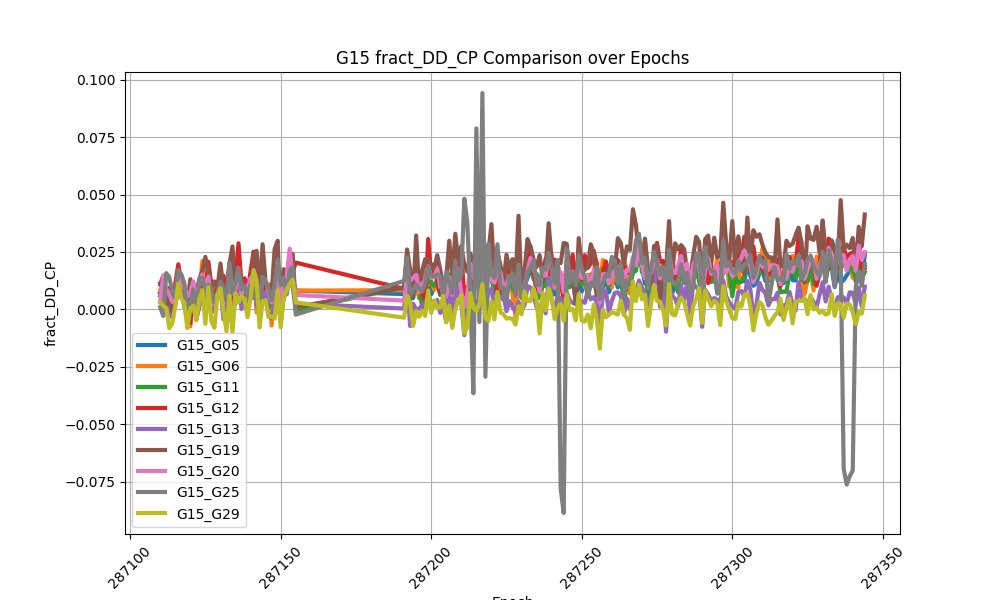 G15 fract_DD_CP Comparison over Epochs
fract_DD_CP
0.100
0.075
0.050
0.025
0.000
−0.025
−0.050
−0.075
G15_G05
G15_G06
G15_G11
G15_G12
G15_G13
G15_G19
G15_G20
G15_G25
G15_G29
287100
287150
287200
287250
287300
287350
Epoch